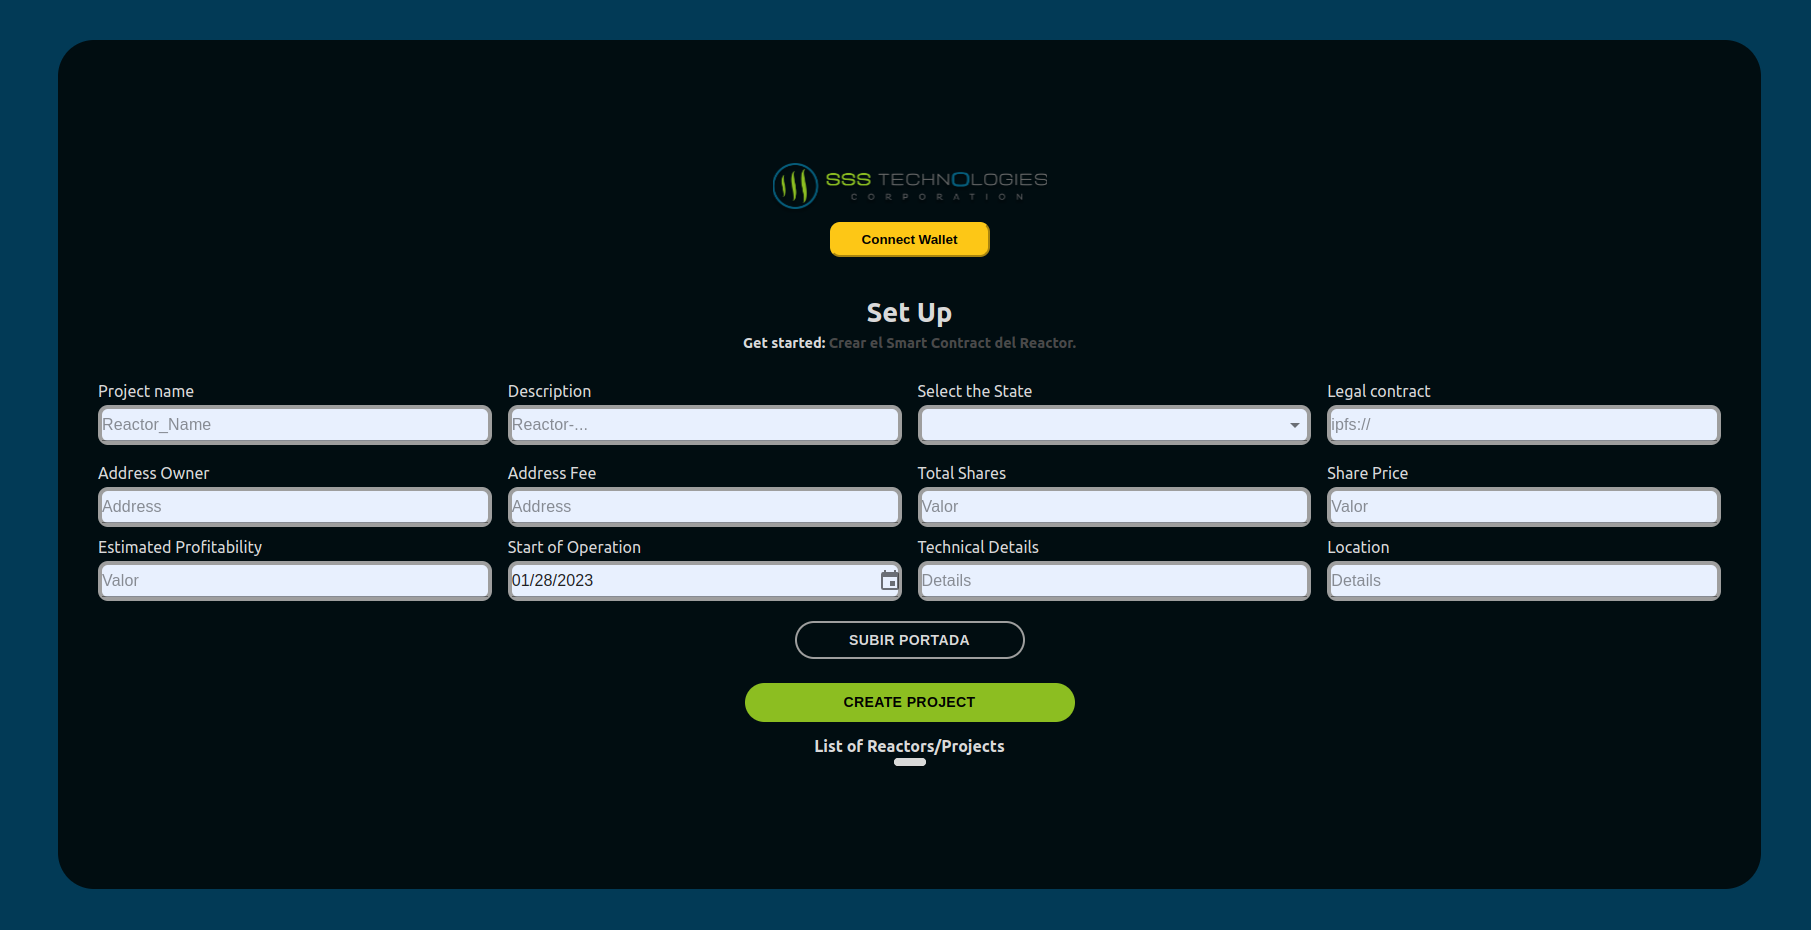 SSS TECHNOLOGIES
CORPORATION
Connect Wallet
Set Up
Get started: Crear el Smart Contract del Reactor.
Project name
Description
Select the State
Legal contract
Reactor_Name
Reactor-...
ipfs://
Address Owner
Address Fee
Total Shares
Share Price
Address
Address
Valor
Valor
Estimated Profitability
Start of Operation
Technical Details
Location
Valor
01/28/2023
Details
Details
SUBIR PORTADA
CREATE PROJECT
List of Reactors/Projects